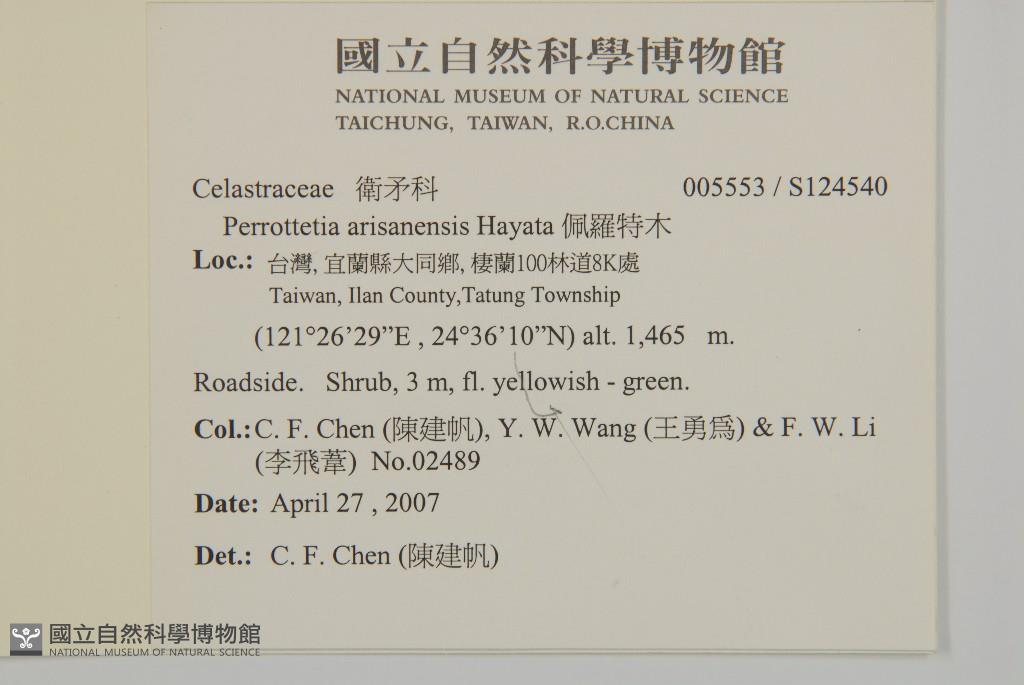 國立自然科學博物館
NATIONAL MUSEUM OF NATURAL SCIENCE
TAICHUNG, TAIWAN, R.O.CHINA
Celastraceae 衛矛科 005553 / S124540
Perrottetia arisanensis Hayata 佩羅特木
Loc.: 台灣, 宜蘭縣大同鄉, 棲蘭100林道8K處
Taiwan, Ilan County,Tatung Township
(121°26’29”E , 24°36’10”N) alt. 1,465 m.
Roadside. Shrub, 3 m, fl. yellowish - green.
Col.: C. F. Chen (陳建帆), Y. W. Wang (王勇為) & F. W. Li
(李飛葦) No.02489
Date: April 27 , 2007
Det.: C. F. Chen (陳建帆)
國立自然科學博物館
NATIONAL MUSEUM OF NATURAL SCIENCE